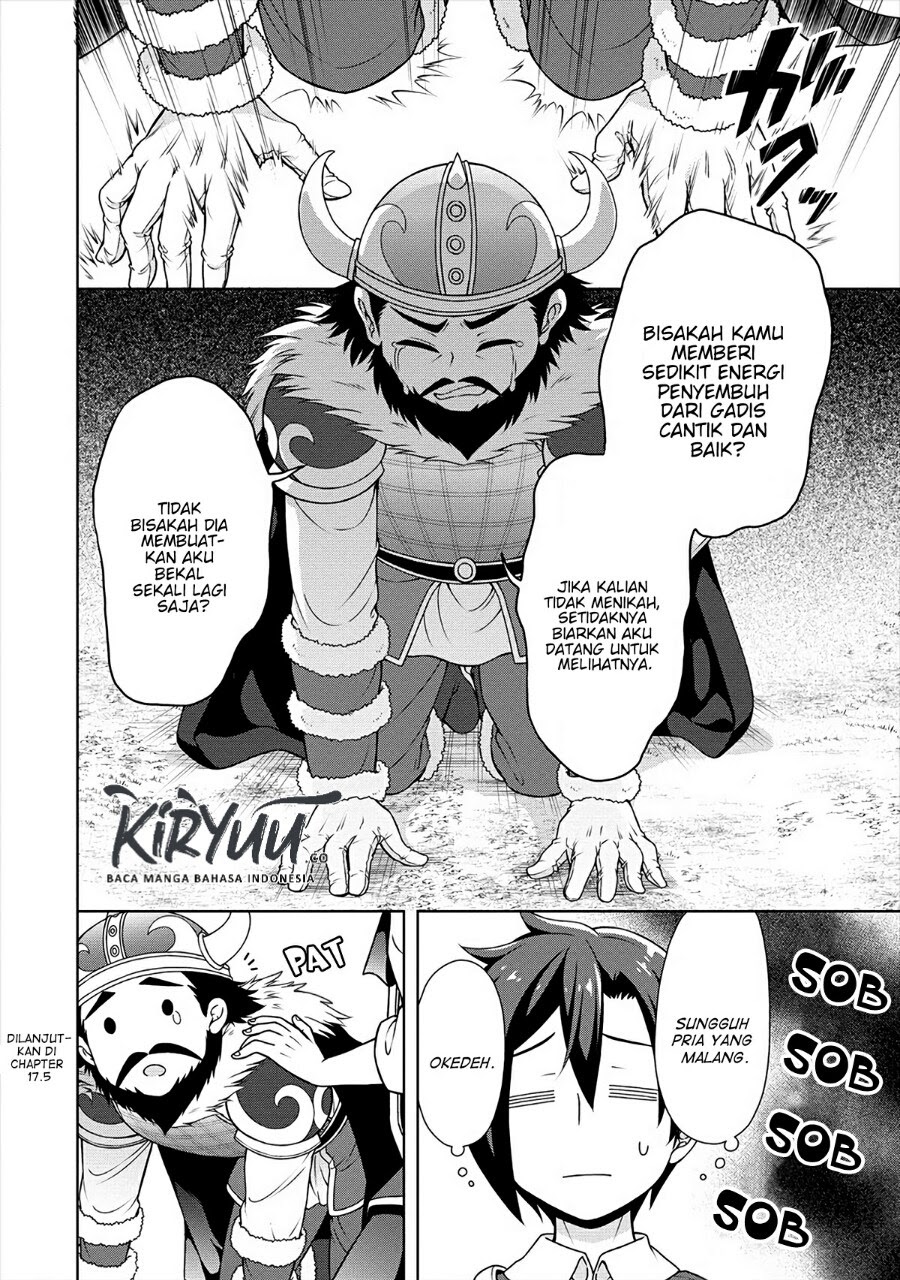 ガクッ
BISAKAH KAMU
MEMBERI
SEDIKIT ENERGI
PENYEMBUH
DARI GADIS
CANTIK DAN
BAIK?
JIKA KALIAN
TIDAK MENIKAH,
SETIDAKNYA
BIARKAN AKU
DATANG UNTUK
MELIHATNYA.
TIDAK
BISAKAH DIA
MEMBUAT-
KAN AKU
BEKAL
SEKALI LAGI
SAJA?
KIRYUU.CO
BACA MANGA BAHASA INDONESIA
SOB
SOB
SOB
SOB
SUNGGUH
PRIA YANG
MALANG.
OKEDEH.
PAT
DILANJUT-
KAN DI
CHAPTER
17.5